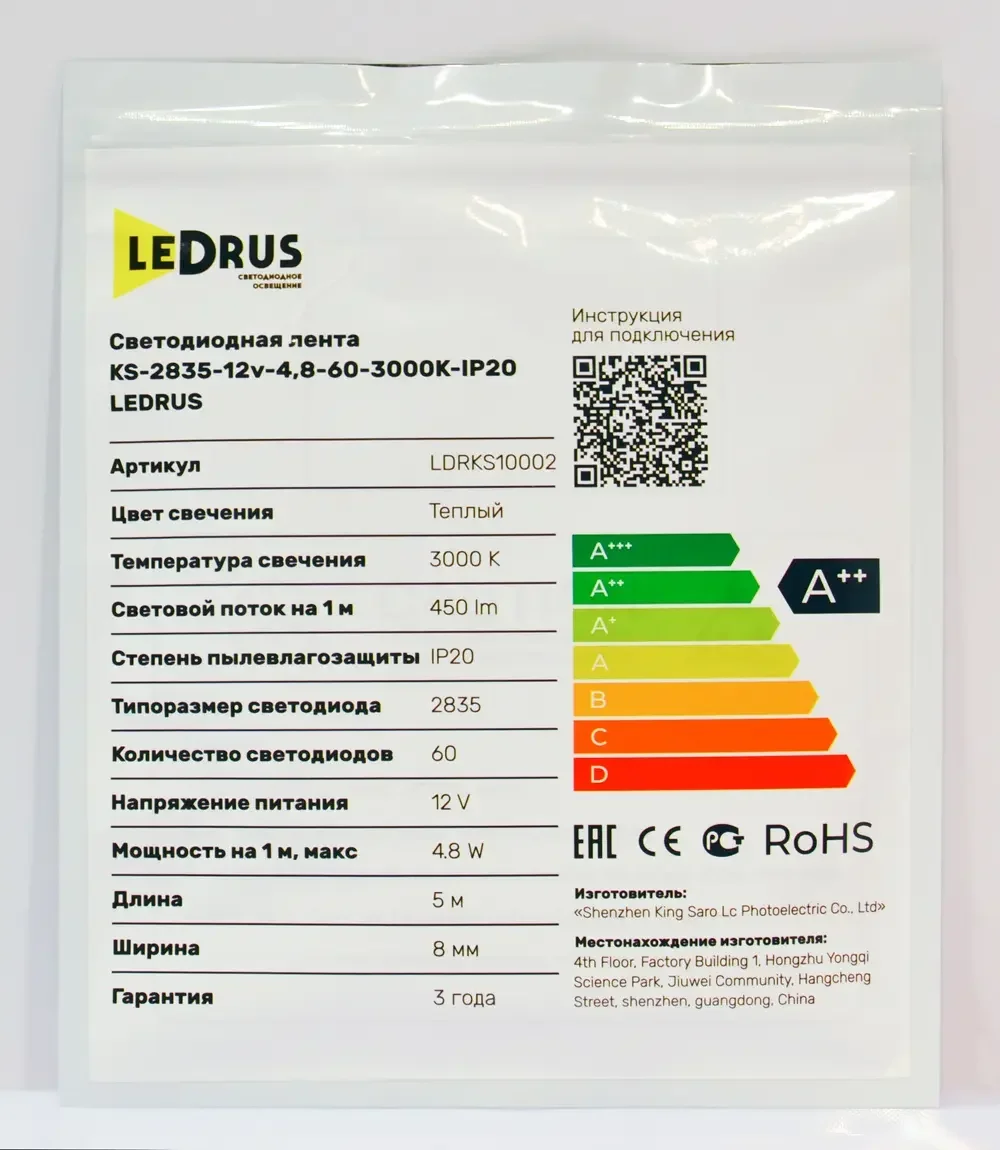 LEDRUS
СВЕТОДИОДНОЕ
ОСВЕЩЕНИЕ
Светодиодная лента
KS-2835-12v-4,8-60-3000K-IP20
LEDRUS
Артикул LDRKS10002
Цвет свечения Теплый
Температура свечения 3000 K
Световой поток на 1 м 450 lm
Степень пылевлагозащиты IP20
Типоразмер светодиода 2835
Количество светодиодов 60
Напряжение питания 12 V
Мощность на 1 м, макс 4.8 W
Длина 5 м
Ширина 8 мм
Гарантия 3 года
Инструкция
для подключения
A+++
A++
A++
A+
A
B
C
D
EAC CE РСТ RoHS
Изготовитель:
«Shenzhen King Saro Lc Photoelectric Co., Ltd»
Местонахождение изготовителя:
4th Floor, Factory Building 1, Hongzhu Yongqi
Science Park, Jiuwei Community, Hangcheng
Street, shenzhen, guangdong, China